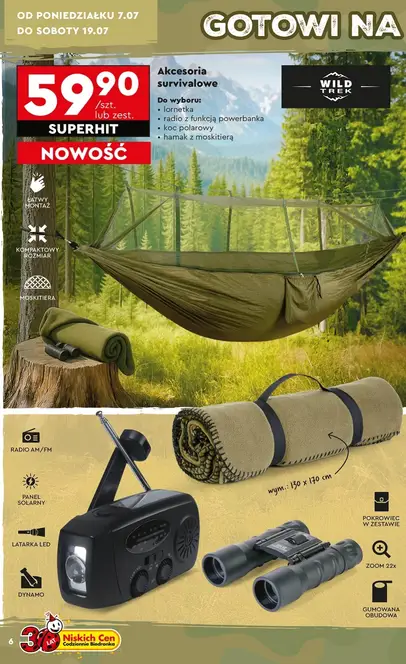 OD PONIEDZIAŁKU 7.07
DO SOBOTY 19.07
GOTOWI NA
59 90
/szt.
lub zest.
SUPERHIT
NOWOŚĆ
Akcesoria
survivalowe
Do wyboru:
• lornetka
• radio z funkcją powerbanka
• koc polarowy
• hamak z moskitierą
WILD
TREK
ŁATWY
MONTAŻ
KOMPAKTOWY
ROZMIAR
MOSKITIERA
wym.: 130 x 170 cm
RADIO AM/FM
PANEL
SOLARNY
LATARKA LED
DYNAMO
POKROWIEC
W ZESTAWIE
ZOOM 22x
GUMOWANA
OBUDOWA
6
30 LAT
Niskich Cen
Codziennie Biedronka